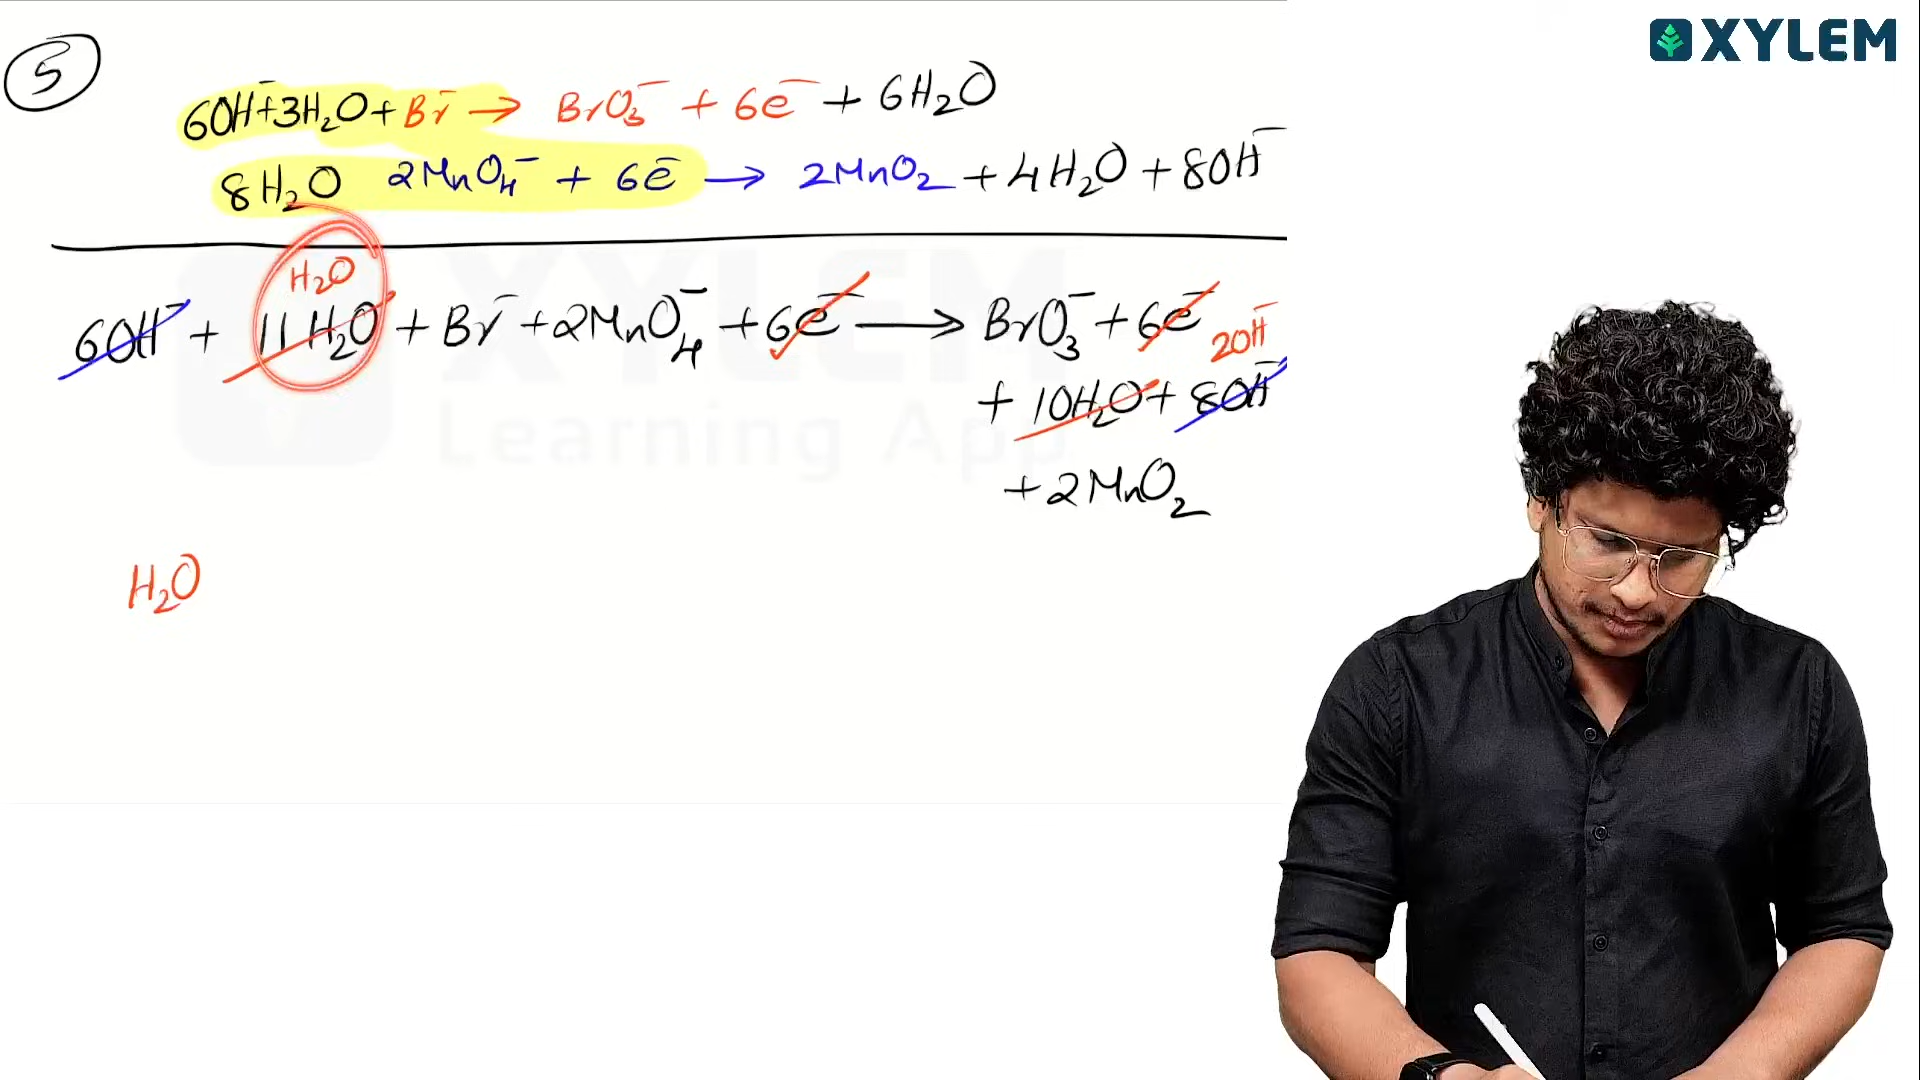 XYLEM
5
6OH⁻+3H₂O+Br⁻ → BrO₃⁻ + 6e⁻ + 6H₂O
8H₂O 2MnO₄⁻ + 6e⁻ → 2MnO₂ + 4H₂O + 8OH⁻
H₂O
6OH⁻ + 11H₂O + Br⁻ + 2MnO₄⁻ + 6e⁻ → BrO₃⁻ + 6e⁻
2OH⁻
+ 10H₂O + 8OH⁻
+ 2MnO₂
H₂O
XYLEM
Learning App